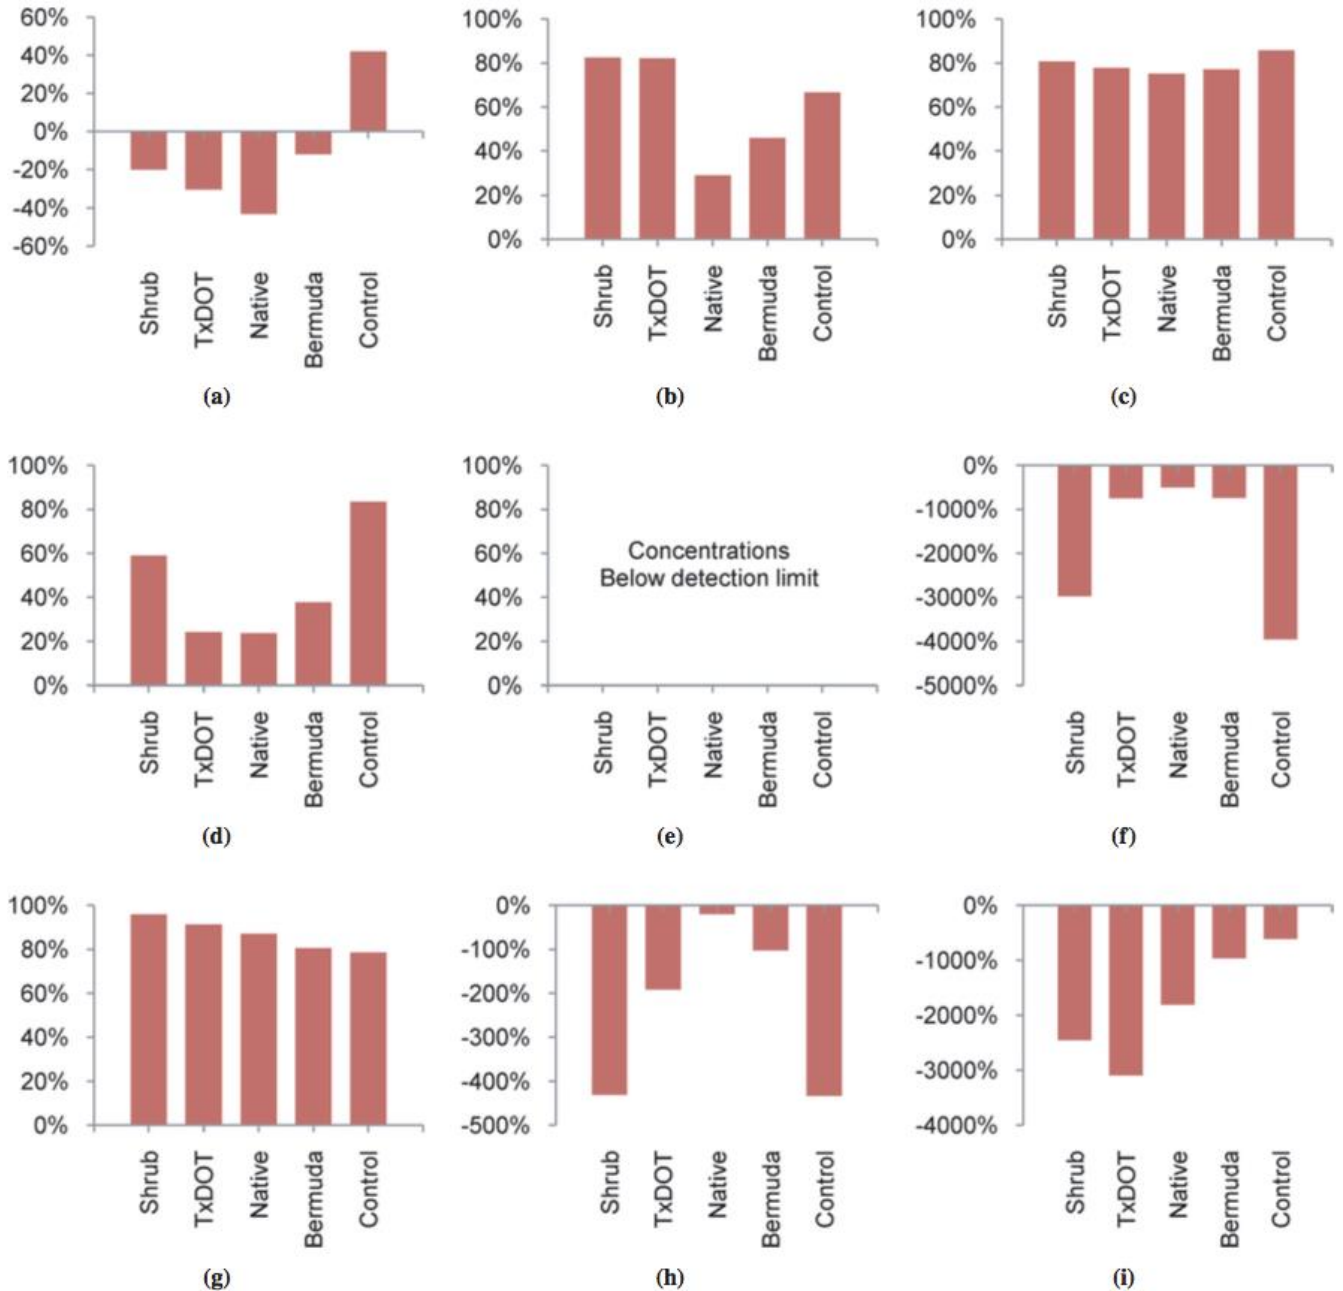 60%
40%
20%
0%
-20%
-40%
-60%
Shrub
TxDOT
Native
Bermuda
Control
(a)
100%
80%
60%
40%
20%
0%
Shrub
TxDOT
Native
Bermuda
Control
(b)
100%
80%
60%
40%
20%
0%
Shrub
TxDOT
Native
Bermuda
Control
(c)
100%
80%
60%
40%
20%
0%
Shrub
TxDOT
Native
Bermuda
Control
(d)
100%
80%
60%
40%
20%
0%
Concentrations
Below detection limit
Shrub
TxDOT
Native
Bermuda
Control
(e)
0%
-1000%
-2000%
-3000%
-4000%
-5000%
Shrub
TxDOT
Native
Bermuda
Control
(f)
100%
80%
60%
40%
20%
0%
Shrub
TxDOT
Native
Bermuda
Control
(g)
0%
-100%
-200%
-300%
-400%
-500%
Shrub
TxDOT
Native
Bermuda
Control
(h)
0%
-1000%
-2000%
-3000%
-4000%
Shrub
TxDOT
Native
Bermuda
Control
(i)